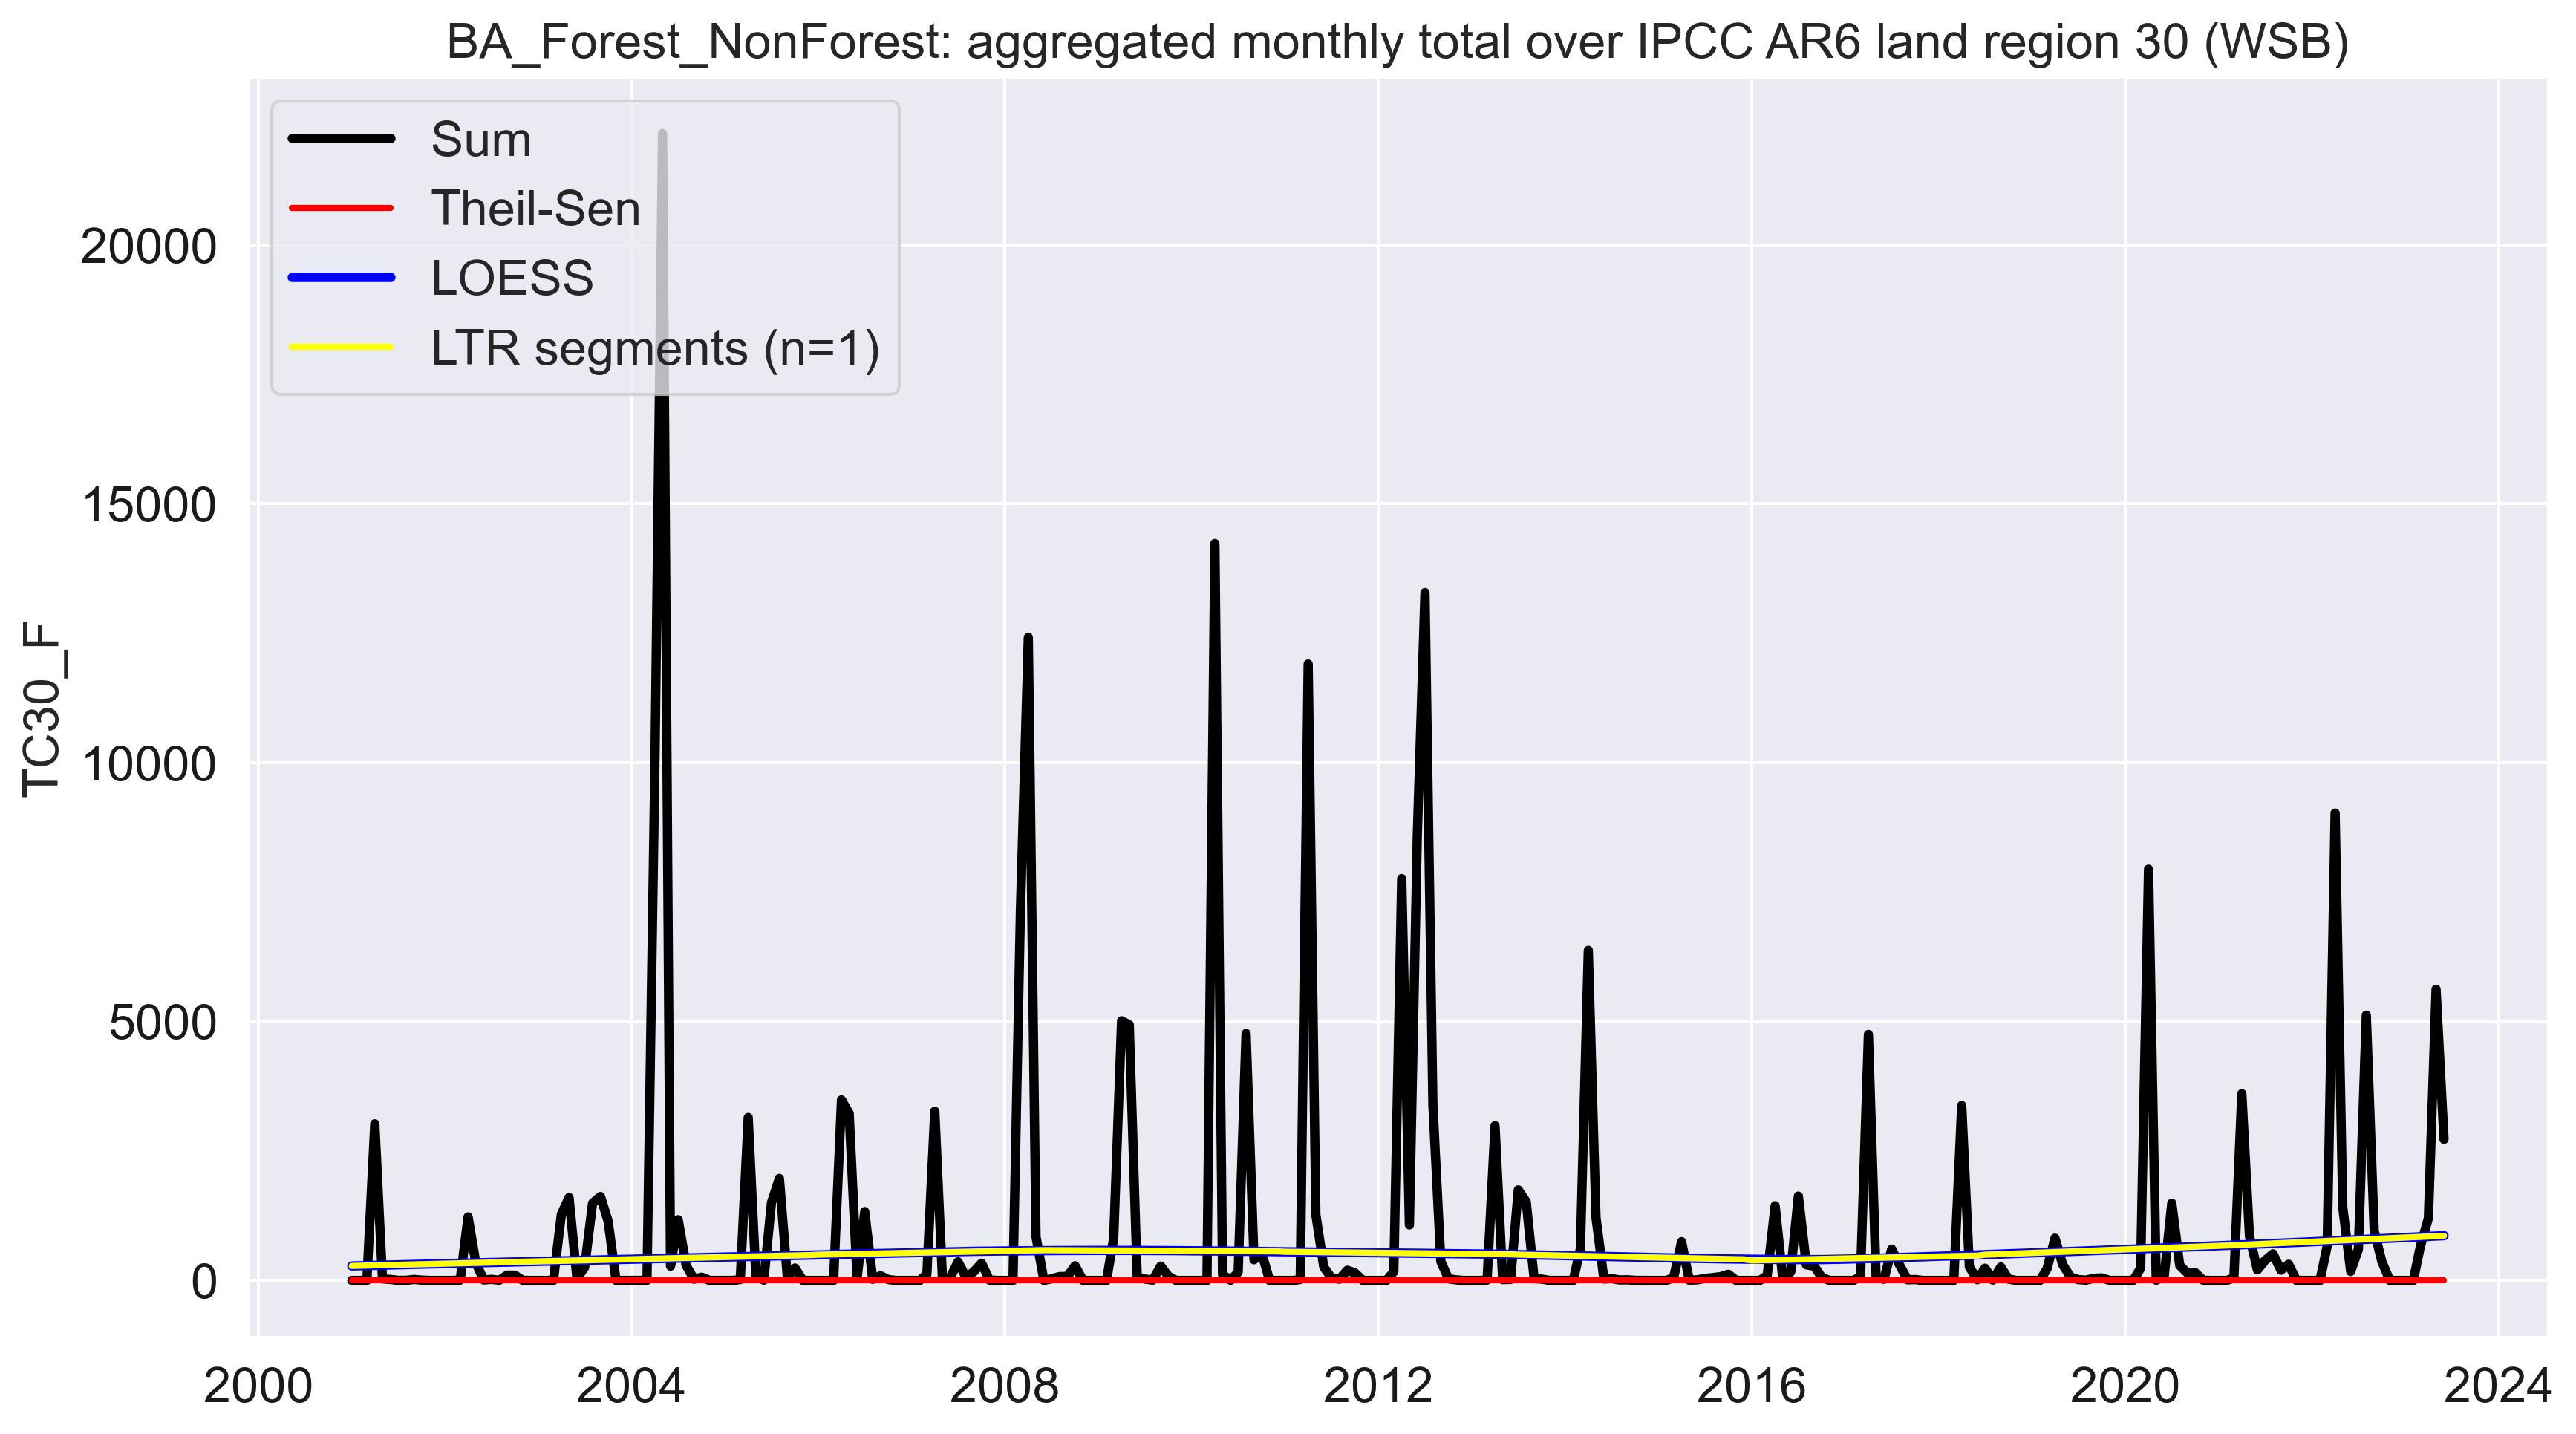 BA_Forest_NonForest: aggregated monthly total over IPCC AR6 land region 30 (WSB)
Sum
Theil-Sen
LOESS
LTR segments (n=1)
TC30_F
20000
15000
10000
5000
0
2000 2004 2008 2012 2016 2020 2024